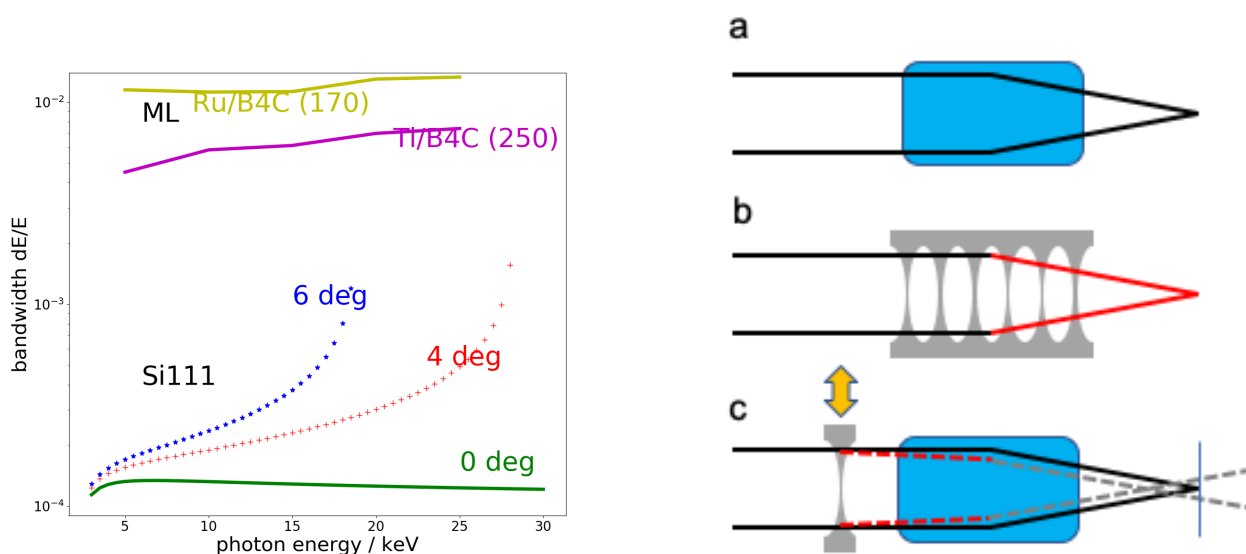 a
10⁻²
ML
Ru/B4C (170)
Tl/B4C (250)
b
bandwidth dE/E
10⁻³
6 deg
4 deg
Si111
c
0 deg
10⁻⁴
5 10 15 20 25 30
photon energy / keV